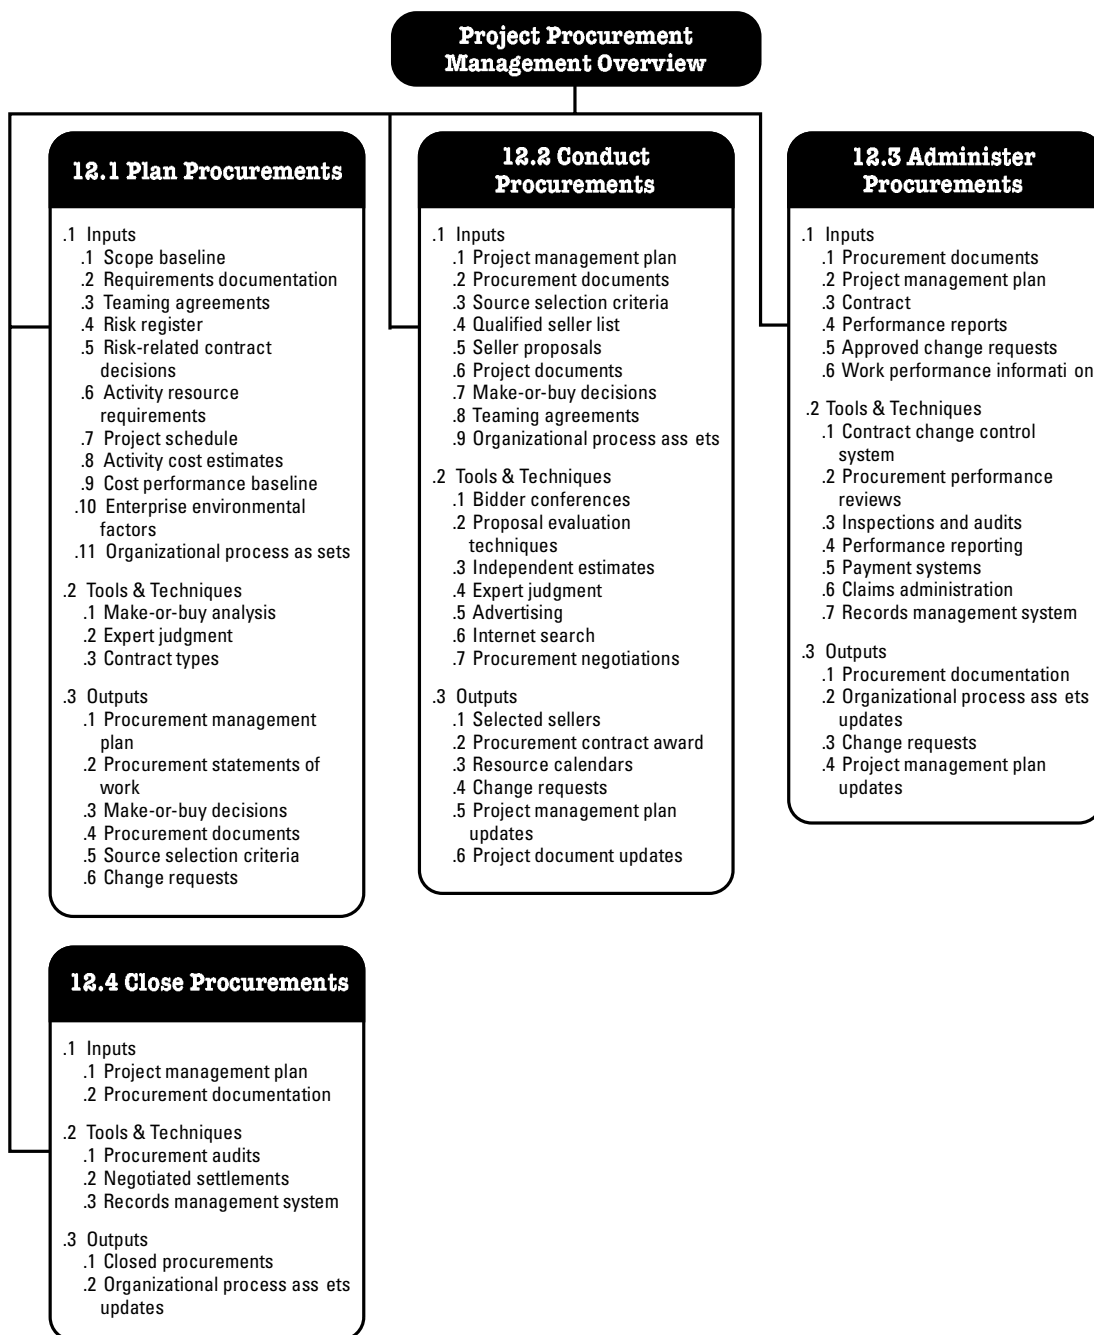 Project Procurement
Management Overview
12.1 Plan Procurements
.1 Inputs
.1 Scope baseline
.2 Requirements documentation
.3 Teaming agreements
.4 Risk register
.5 Risk-related contract
decisions
.6 Activity resource
requirements
.7 Project schedule
.8 Activity cost estimates
.9 Cost performance baseline
.10 Enterprise environmental
factors
.11 Organizational process as sets
.2 Tools & Techniques
.1 Make-or-buy analysis
.2 Expert judgment
.3 Contract types
.3 Outputs
.1 Procurement management
plan
.2 Procurement statements of
work
.3 Make-or-buy decisions
.4 Procurement documents
.5 Source selection criteria
.6 Change requests
12.2 Conduct
Procurements
.1 Inputs
.1 Project management plan
.2 Procurement documents
.3 Source selection criteria
.4 Qualified seller list
.5 Seller proposals
.6 Project documents
.7 Make-or-buy decisions
.8 Teaming agreements
.9 Organizational process ass ets
.2 Tools & Techniques
.1 Bidder conferences
.2 Proposal evaluation
techniques
.3 Independent estimates
.4 Expert judgment
.5 Advertising
.6 Internet search
.7 Procurement negotiations
.3 Outputs
.1 Selected sellers
.2 Procurement contract award
.3 Resource calendars
.4 Change requests
.5 Project management plan
updates
.6 Project document updates
12.3 Administer
Procurements
.1 Inputs
.1 Procurement documents
.2 Project management plan
.3 Contract
.4 Performance reports
.5 Approved change requests
.6 Work performance informati on
.2 Tools & Techniques
.1 Contract change control
system
.2 Procurement performance
reviews
.3 Inspections and audits
.4 Performance reporting
.5 Payment systems
.6 Claims administration
.7 Records management system
.3 Outputs
.1 Procurement documentation
.2 Organizational process ass ets
updates
.3 Change requests
.4 Project management plan
updates
12.4 Close Procurements
.1 Inputs
.1 Project management plan
.2 Procurement documentation
.2 Tools & Techniques
.1 Procurement audits
.2 Negotiated settlements
.3 Records management system
.3 Outputs
.1 Closed procurements
.2 Organizational process ass ets
updates